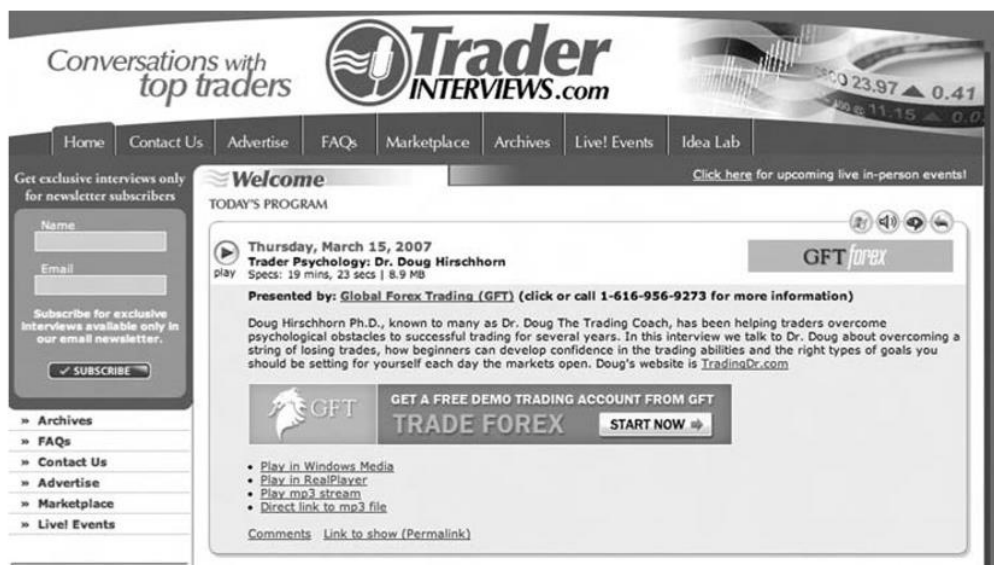 Conversations with
top traders
Trader
INTERVIEWS.com
CSCO 23.97 ▲ 0.41
11.15 ▲ 0.0
Home Contact Us Advertise FAQs Marketplace Archives Live! Events Idea Lab
Get exclusive interviews only
for newsletter subscribers
Name
Email
Subscribe for exclusive
interviews available only in
our email newsletter.
✓ SUBSCRIBE
» Archives
» FAQs
» Contact Us
» Advertise
» Marketplace
» Live! Events
Welcome
Click here for upcoming live in-person events!
TODAY'S PROGRAM
play
Thursday, March 15, 2007
Trader Psychology: Dr. Doug Hirschhorn
Specs: 19 mins, 23 secs | 8.9 MB
GFT forex
Presented by: Global Forex Trading (GFT) (click or call 1-616-956-9273 for more information)
Doug Hirschhorn Ph.D., known to many as Dr. Doug The Trading Coach, has been helping traders overcome
psychological obstacles to successful trading for several years. In this interview we talk to Dr. Doug about overcoming a
string of losing trades, how beginners can develop confidence in the trading abilities and the right types of goals you
should be setting for yourself each day the markets open. Doug's website is TradingDr.com
GFT
GET A FREE DEMO TRADING ACCOUNT FROM GFT
TRADE FOREX START NOW
• Play in Windows Media
• Play in RealPlayer
• Play mp3 stream
• Direct link to mp3 file
Comments Link to show (Permalink)